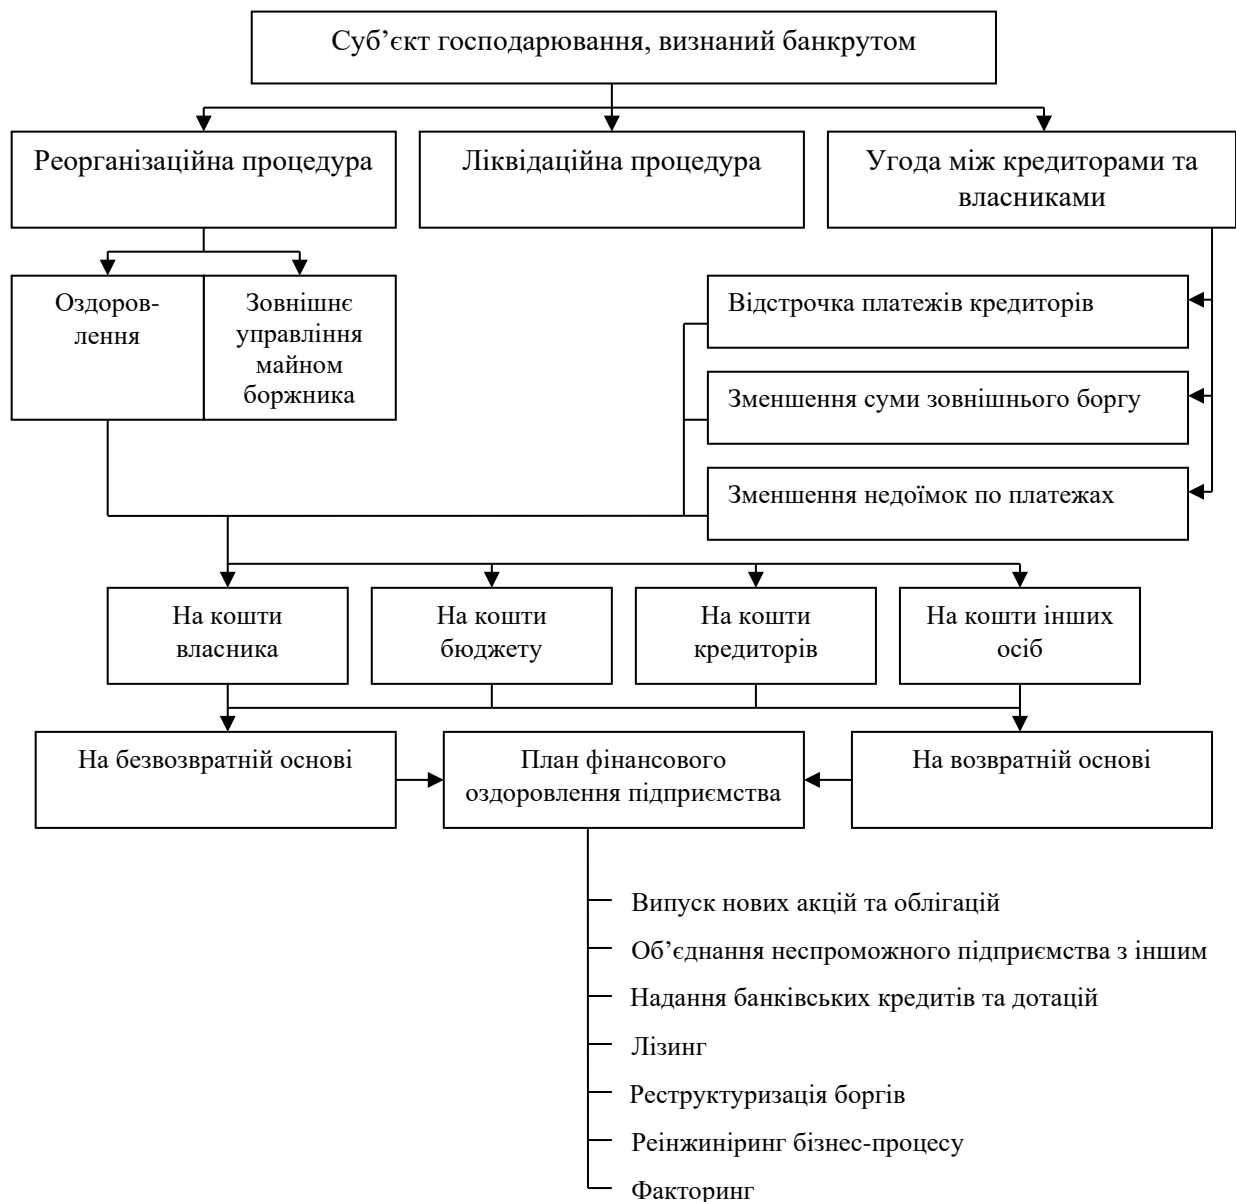 Суб’єкт господарювання, визнаний банкрутом
Реорганізаційна процедура
Ліквідаційна процедура
Угода між кредиторами та
власниками
Оздоров-
лення
Зовнішнє
управління
майном
боржника
Відстрочка платежів кредиторів
Зменшення суми зовнішнього боргу
Зменшення недоїмок по платежах
На кошти
власника
На кошти
бюджету
На кошти
кредиторів
На кошти інших
осіб
На безвозвратній основі
План фінансового
оздоровлення підприємства
На возвратній основі
Випуск нових акцій та облігацій
Об’єднання неспроможного підприємства з іншим
Надання банківських кредитів та дотацій
Лізинг
Реструктуризація боргів
Реінжиніринг бізнес-процесу
Факторинг